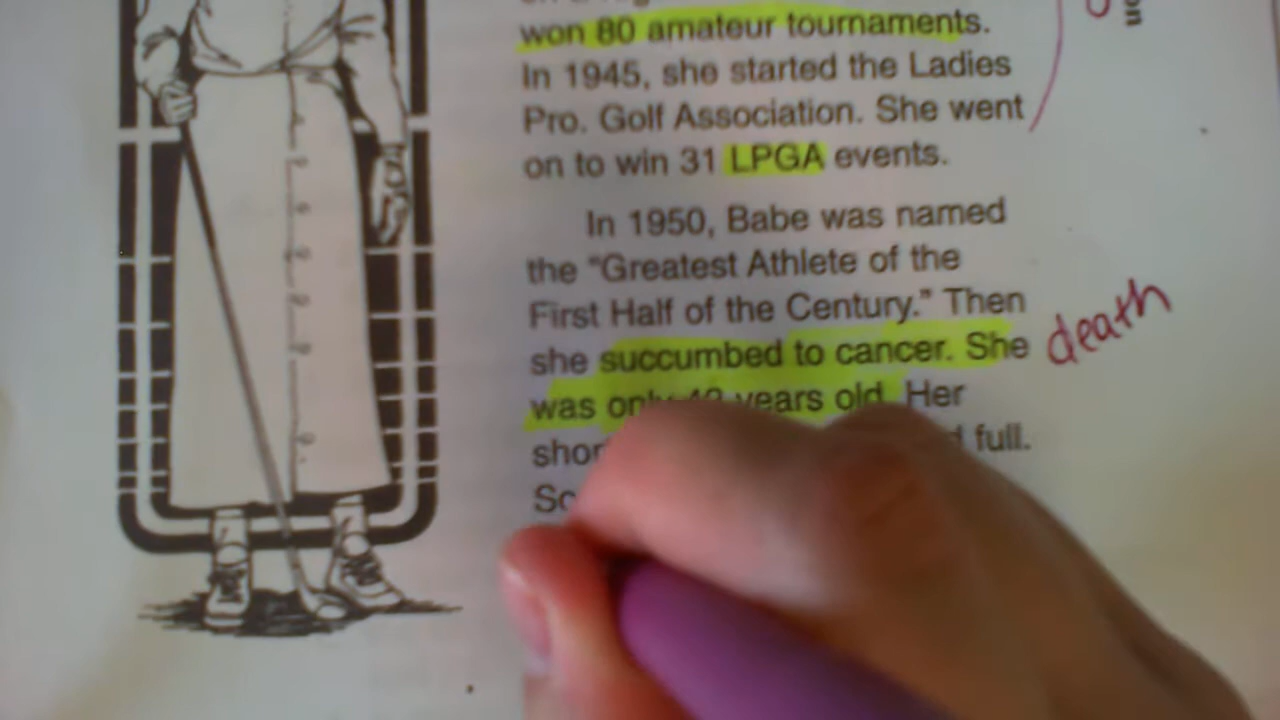 won 80 amateur tournaments.
In 1945, she started the Ladies
Pro. Golf Association. She went
on to win 31 LPGA events.
In 1950, Babe was named
the "Greatest Athlete of the
First Half of the Century." Then
she succumbed to cancer. She
death
was only years old. Her
full.